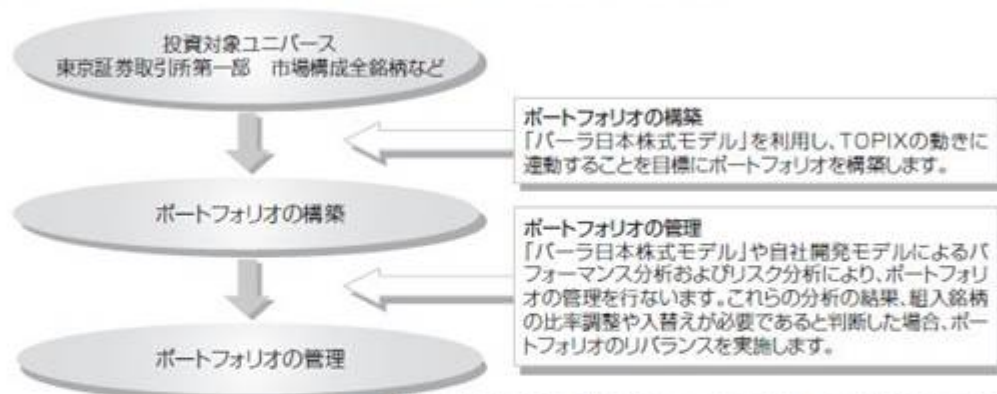 投資対象ユニバース
東京証券取引所第一部 市場構成全銘柄など
ポートフォリオの構築
「バーラ日本株式モデル」を利用し、TOPIXの動きに
連動することを目標にポートフォリオを構築します。
ポートフォリオの構築
ポートフォリオの管理
「バーラ日本株式モデル」や自社開発モデルによるパ
フォーマンス分析およびリスク分析により、ポートフォリ
オの管理を行ないます。これらの分析の結果、組入銘柄
の比率調整や入替えが必要であると判断した場合、ポー
トフォリオのリバランスを実施します。
ポートフォリオの管理